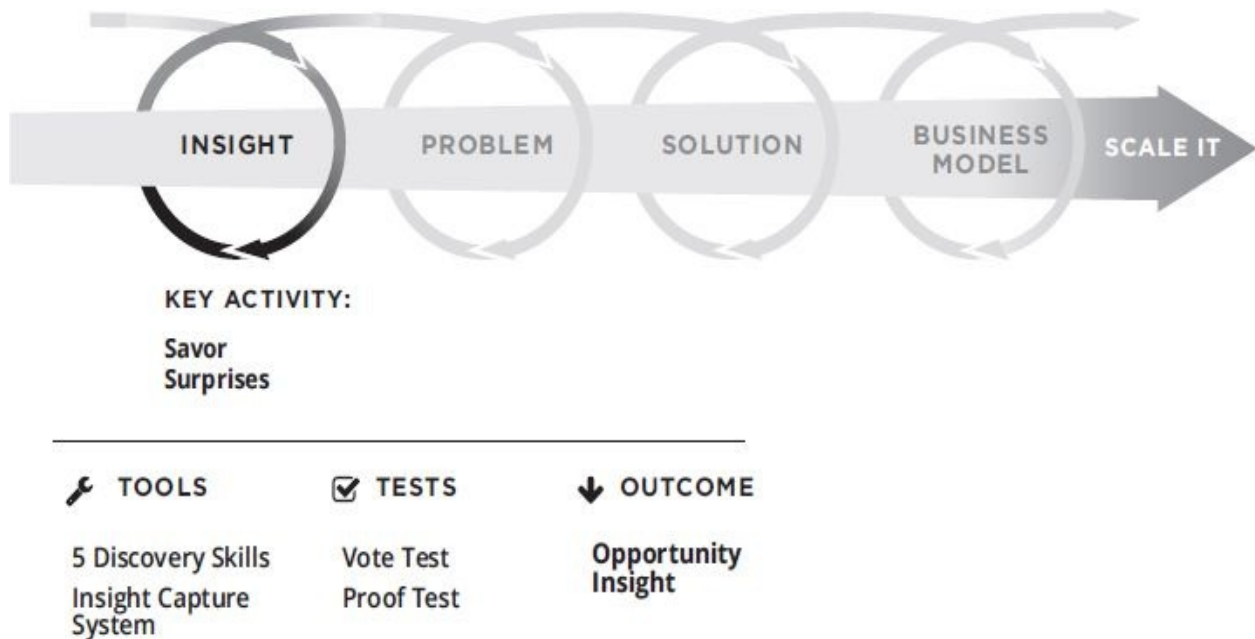 INSIGHT
PROBLEM
SOLUTION
BUSINESS
MODEL
SCALE IT
KEY ACTIVITY:
Savor
Surprises
TOOLS
5 Discovery Skills
Insight Capture
System
TESTS
Vote Test
Proof Test
OUTCOME
Opportunity
Insight